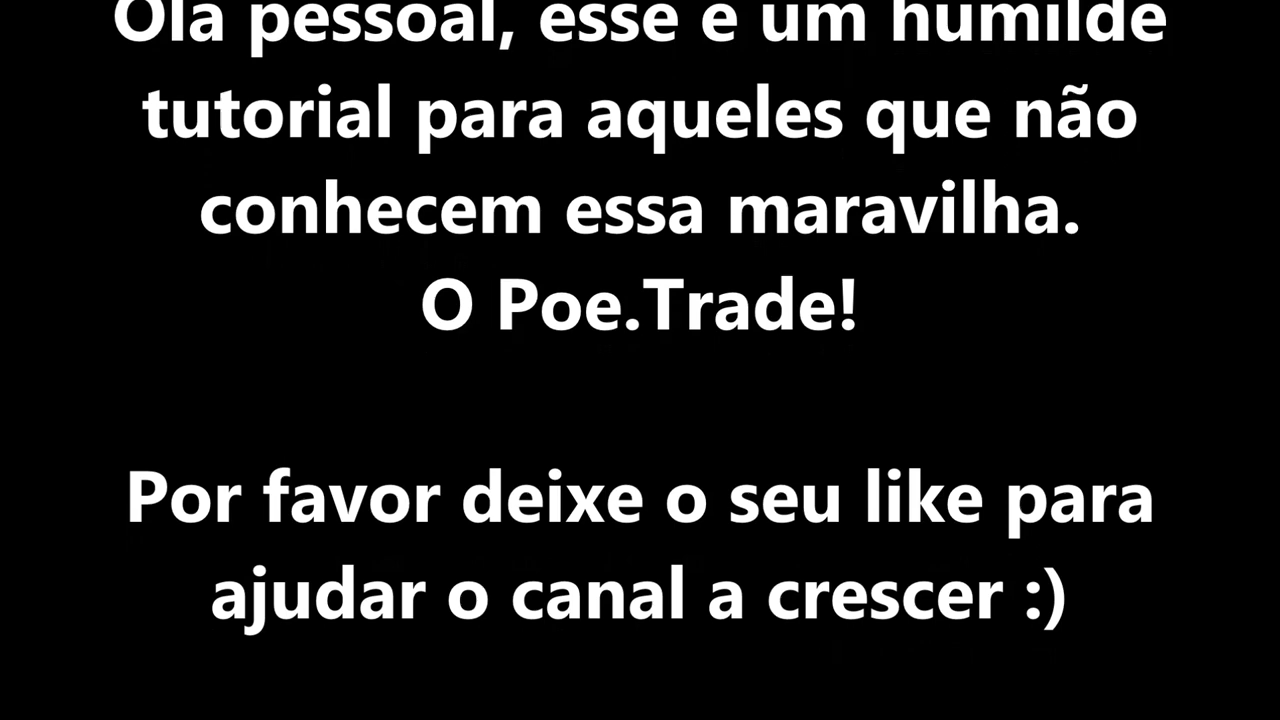 Olá pessoal, esse é um humilde
tutorial para aqueles que não
conhecem essa maravilha.
O Poe.Trade!
Por favor deixe o seu like para
ajudar o canal a crescer :)